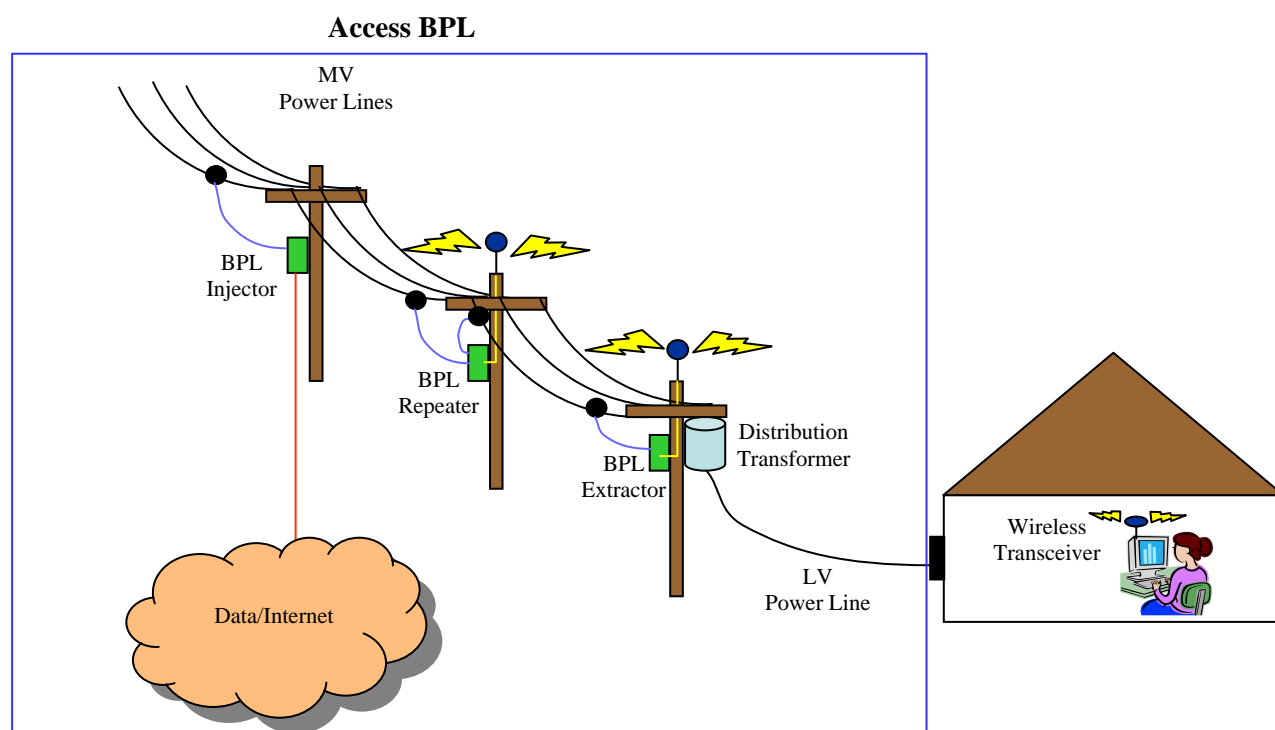 Access BPL
MV
Power Lines
BPL
Injector
BPL
Repeater
BPL
Extractor
Distribution
Transformer
Wireless
Transceiver
LV
Power Line
Data/Internet